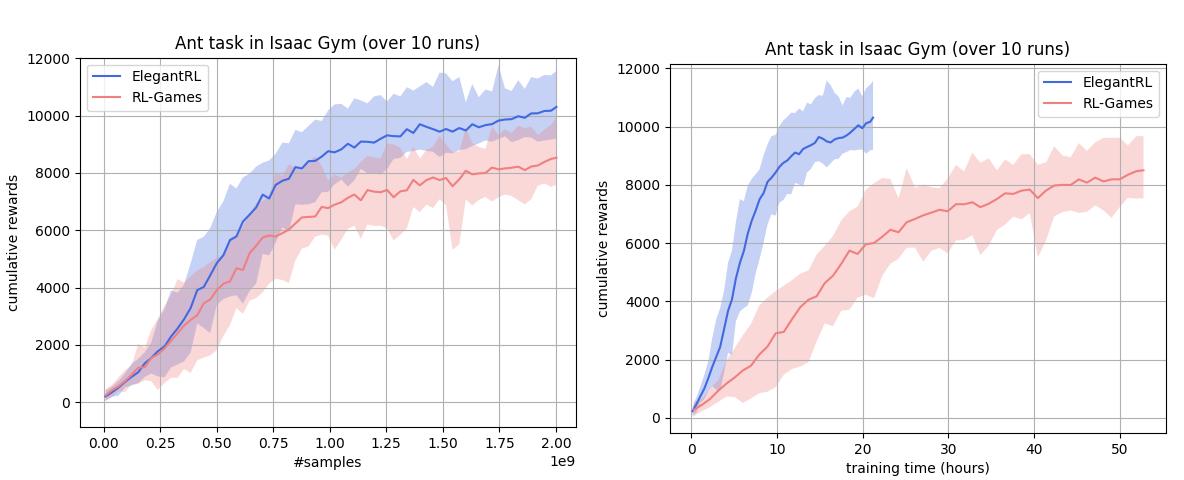 Ant task in Isaac Gym (over 10 runs)
ElegantRL
RL-Games
12000
10000
8000
6000
4000
2000
0
cumulative rewards
0.00 0.25 0.50 0.75 1.00 1.25 1.50 1.75 2.00
#samples
1e9
Ant task in Isaac Gym (over 10 runs)
ElegantRL
RL-Games
12000
10000
8000
6000
4000
2000
0
cumulative rewards
0 10 20 30 40 50
training time (hours)